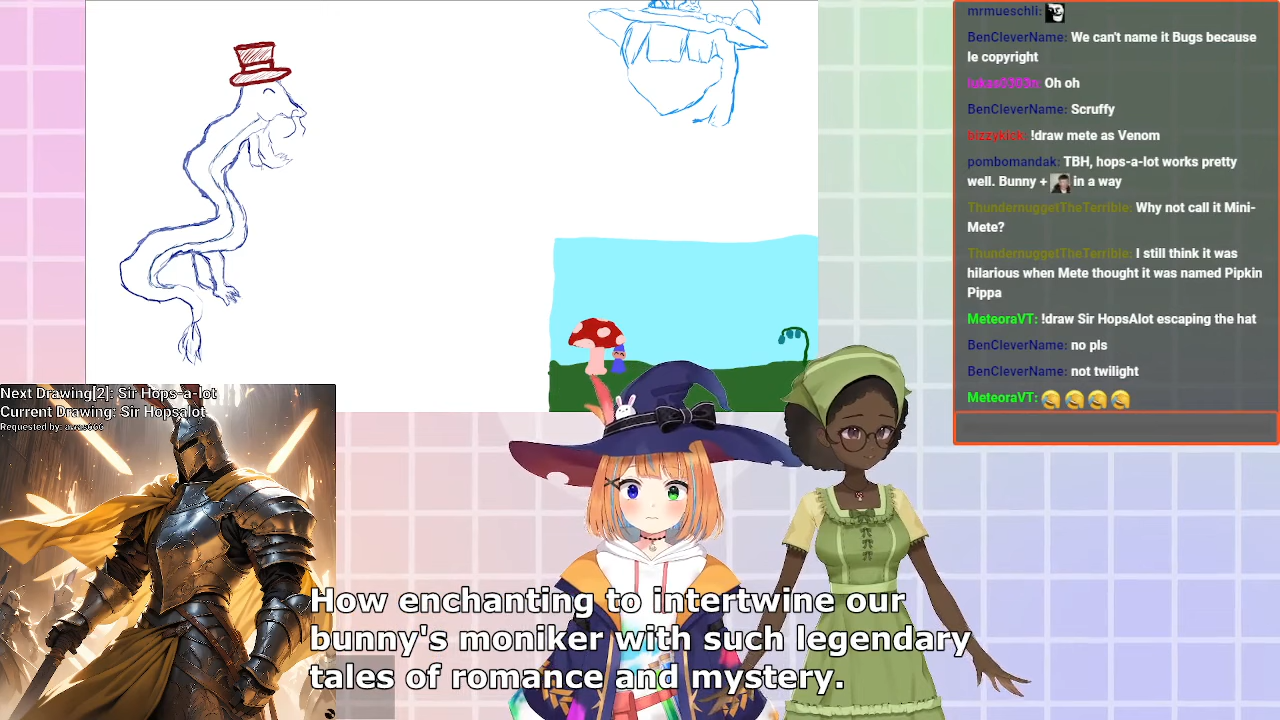 mrmueschli:
BenCleverName: We can't name it Bugs because
le copyright
lukas0303n: Oh oh
BenCleverName: Scruffy
bizzykick: !draw mete as Venom
pombomandak: TBH, hops-a-lot works pretty
well. Bunny + in a way
ThundernuggetTheTerrible: Why not call it Mini-
Mete?
ThundernuggetTheTerrible: I still think it was
hilarious when Mete thought it was named Pipkin
Pippa
MeteoraVT: !draw Sir HopsAlot escaping the hat
BenCleverName: no pls
BenCleverName: not twilight
MeteoraVT:
Next Drawing[2]: Sir Hops-a-lot
Current Drawing: Sir Hopsalot
Requested by:
How enchanting to intertwine our
bunny's moniker with such legendary
tales of romance and mystery.